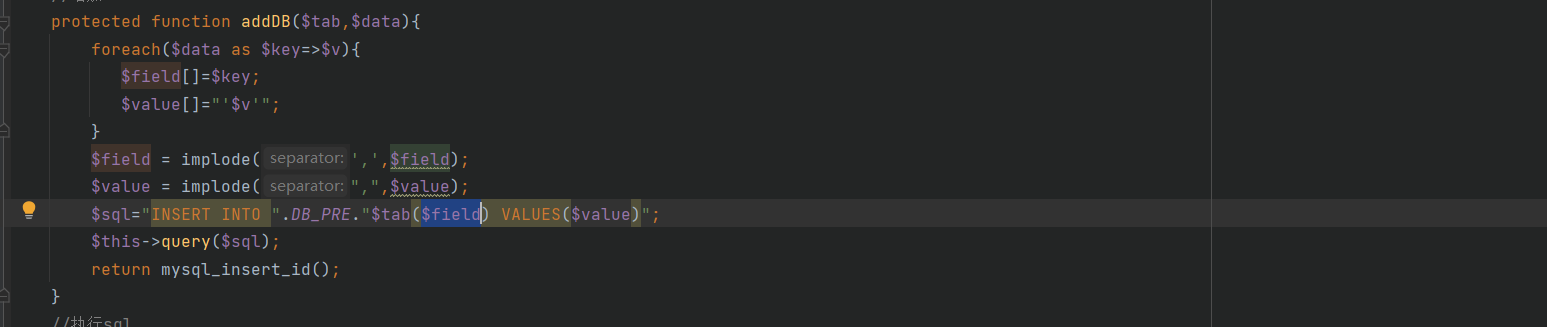 protected function addDB($tab,$data){
foreach($data as $key=>$v){
$field[]=$key;
$value[]="'$v'";
}
$field = implode( separator: ',',$field);
$value = implode( separator: ",",$value);
$sql="INSERT INTO ".DB_PRE."$tab($field) VALUES($value)";
$this->query($sql);
return mysql_insert_id();
}
//执行sql